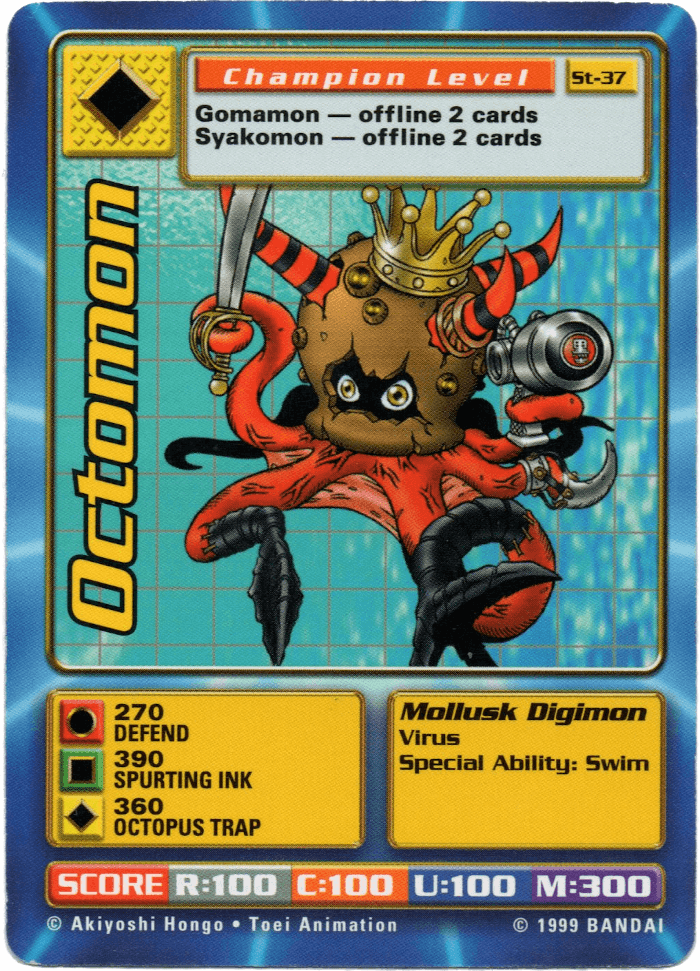 Champion Level
St-37
Gomamon — offline 2 cards
Syakomon — offline 2 cards
Octomon
270
DEFEND
390
SPURTING INK
360
OCTOPUS TRAP
Mollusk Digimon
Virus
Special Ability: Swim
SCORE R:100 C:100 U:100 M:300
© Akiyoshi Hongo • Toei Animation
© 1999 BANDAI